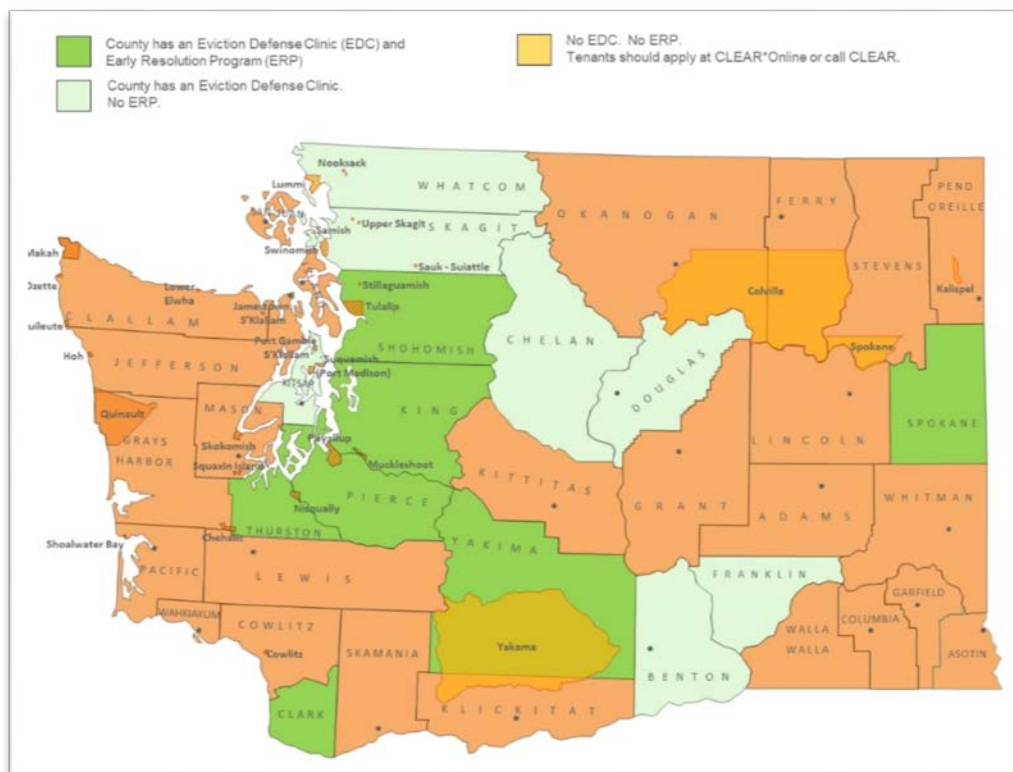 County has an Eviction Defense Clinic (EDC) and
Early Resolution Program (ERP)
No EDC. No ERP.
Tenants should apply at CLEAR*Online or call CLEAR.
County has an Eviction Defense Clinic.
No ERP.
Nooksack
Lummi
WHATCOM
SAN JUAN
Samish
Upper Skagit
SKAGIT
Swinomish
Sauk - Suiattle
OKANOGAN
FERRY
PEND
OREILLE
STEVENS
Kalispel
Makah
Ozette
Lower
Elwha
Stillaguamish
Tulalip
Colville
CLALLAM
Jamestown
S'Klallam
uileute
Port Gamble
S'Klallam
SHOHOMISH
CHELAN
Spokane
Hoh
JEFFERSON
Suquamish
(Port Madison)
KITSAP
DOUGLAS
Quinault
MASON
KING
LINCOLN
SPOKANE
GRAYS
HARBOR
Skokomish
Squaxin Island
Puyallup
Muckleshoot
KITTITAS
GRANT
ADAMS
WHITMAN
PIERCE
Nisqually
THURSTON
Chehalis
YAKIMA
Shoalwater Bay
PACIFIC
LEWIS
FRANKLIN
GARFIELD
WAHKIAKUM
COWLITZ
COLUMBIA
WALLA
WALLA
Cowlitz
SKAMANIA
Yakama
ASOTIN
BENTON
CLARK
KLICKITAT